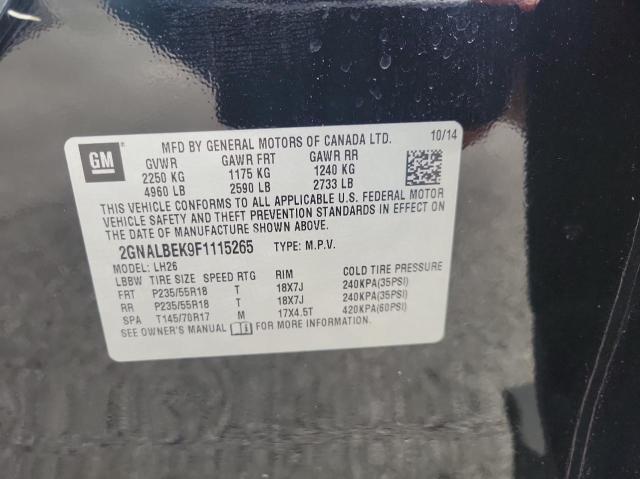 GM
MFD BY GENERAL MOTORS OF CANADA LTD. 10/14
GVWR GAWR FRT GAWR RR
2250 KG 1175 KG 1240 KG
4960 LB 2590 LB 2733 LB
THIS VEHICLE CONFORMS TO ALL APPLICABLE U.S. FEDERAL MOTOR
VEHICLE SAFETY AND THEFT PREVENTION STANDARDS IN EFFECT ON
THE DATE OF MANUFACTURE SHOWN ABOVE.
2GNALBEK9F1115265 TYPE: M.P.V.
MODEL: LH26
LBBW TIRE SIZE SPEED RTG RIM COLD TIRE PRESSURE
FRT P235/55R18 T 18X7J 240KPA(35PSI)
RR P235/55R18 T 18X7J 240KPA(35PSI)
SPA T145/70R17 M 17X4.5T 420KPA(60PSI)
SEE OWNER'S MANUAL FOR MORE INFORMATION.